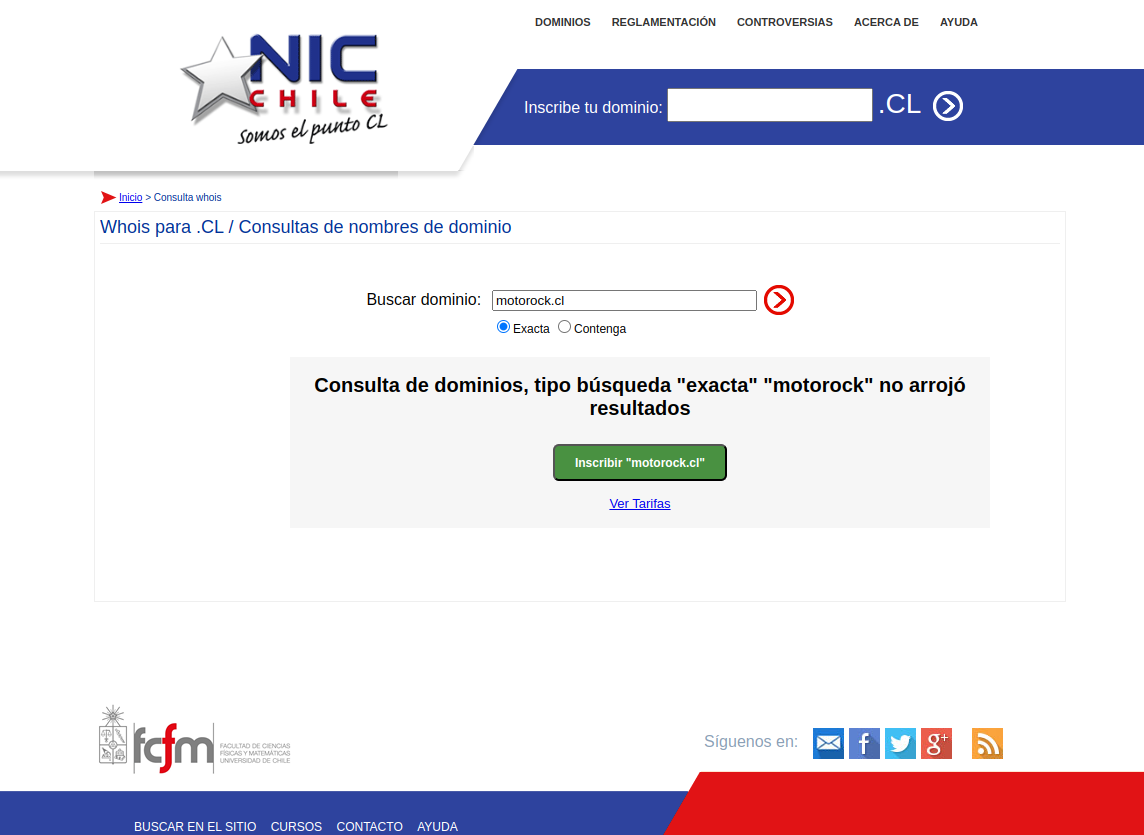 DOMINIOS REGLAMENTACIÓN CONTROVERSIAS ACERCA DE AYUDA
NIC
CHILE
Somos el punto CL
Inscribe tu dominio: .CL
Inicio > Consulta whois
Whois para .CL / Consultas de nombres de dominio
Buscar dominio: motorock.cl
Exacta Contenga
Consulta de dominios, tipo búsqueda "exacta" "motorock" no arrojó
resultados
Inscribir "motorock.cl"
Ver Tarifas
fcfm
FACULTAD DE CIENCIAS
FÍSICAS Y MATEMÁTICAS
UNIVERSIDAD DE CHILE
Síguenos en: f g+
BUSCAR EN EL SITIO CURSOS CONTACTO AYUDA